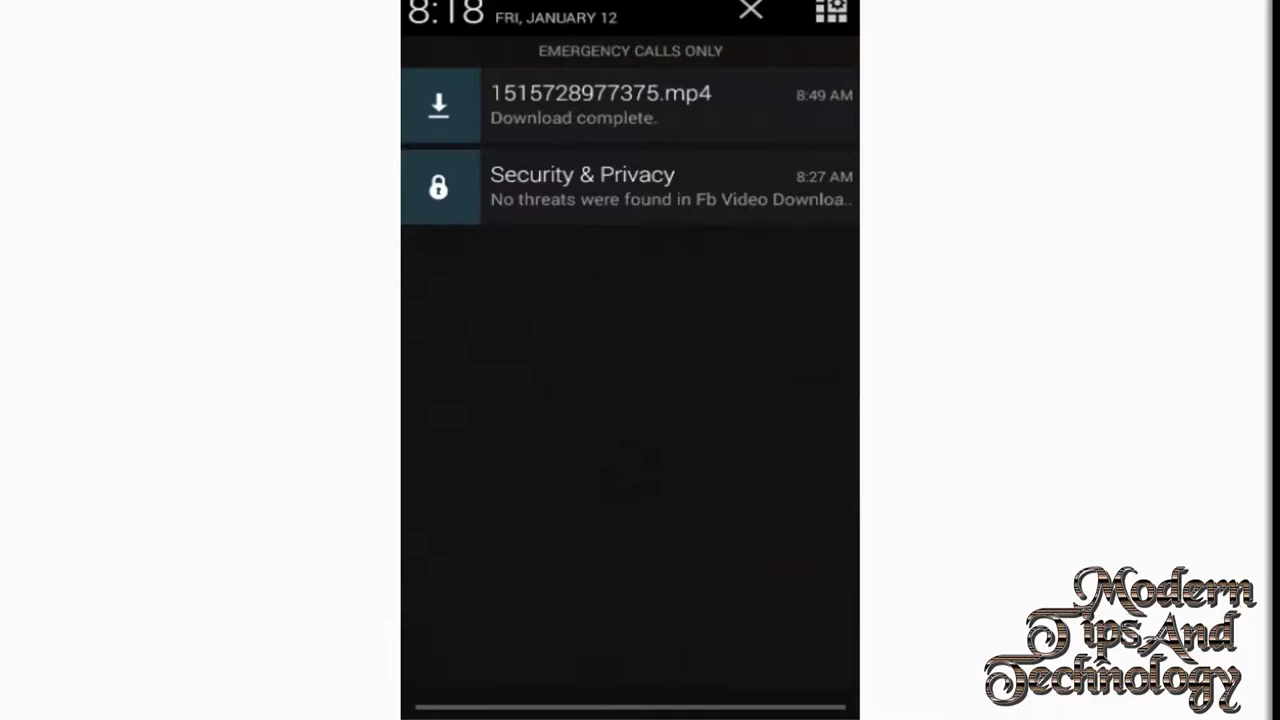 8:18 FRI, JANUARY 12
EMERGENCY CALLS ONLY
1515728977375.mp4 8:49 AM
Download complete.
Security & Privacy 8:27 AM
No threats were found in Fb Video Downloa..
Modern
Tips And
Technology